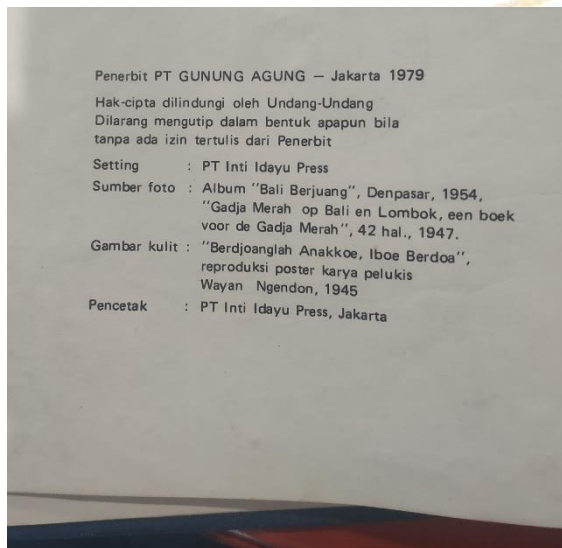 Penerbit PT GUNUNG AGUNG — Jakarta 1979
Hak-cipta dilindungi oleh Undang-Undang
Dilarang mengutip dalam bentuk apapun bila
tanpa ada izin tertulis dari Penerbit
Setting : PT Inti Idayu Press
Sumber foto : Album "Bali Berjuang", Denpasar, 1954,
"Gadja Merah op Bali en Lombok, een boek
voor de Gadja Merah", 42 hal., 1947.
Gambar kulit : "Berdjoanglah Anakkoe, Iboe Berdoa",
reproduksi poster karya pelukis
Wayan Ngendon, 1945
Pencetak : PT Inti Idayu Press, Jakarta